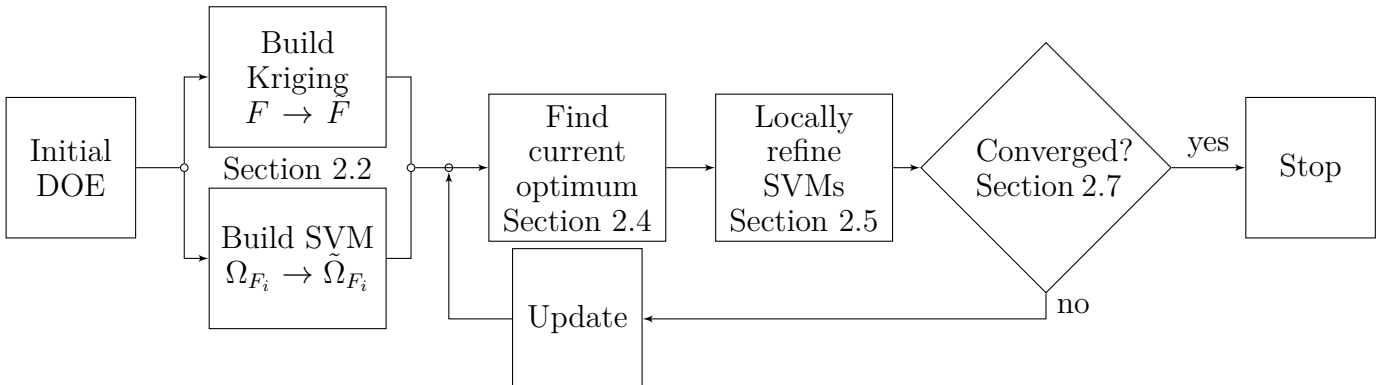 Initial
DOE
Build
Kriging
F → F̃
Section 2.2
Build SVM
Ω_{F_i} → Ω̃_{F_i}
Find
current
optimum
Section 2.4
Locally
refine
SVMs
Section 2.5
Converged?
Section 2.7
yes
Stop
no
Update